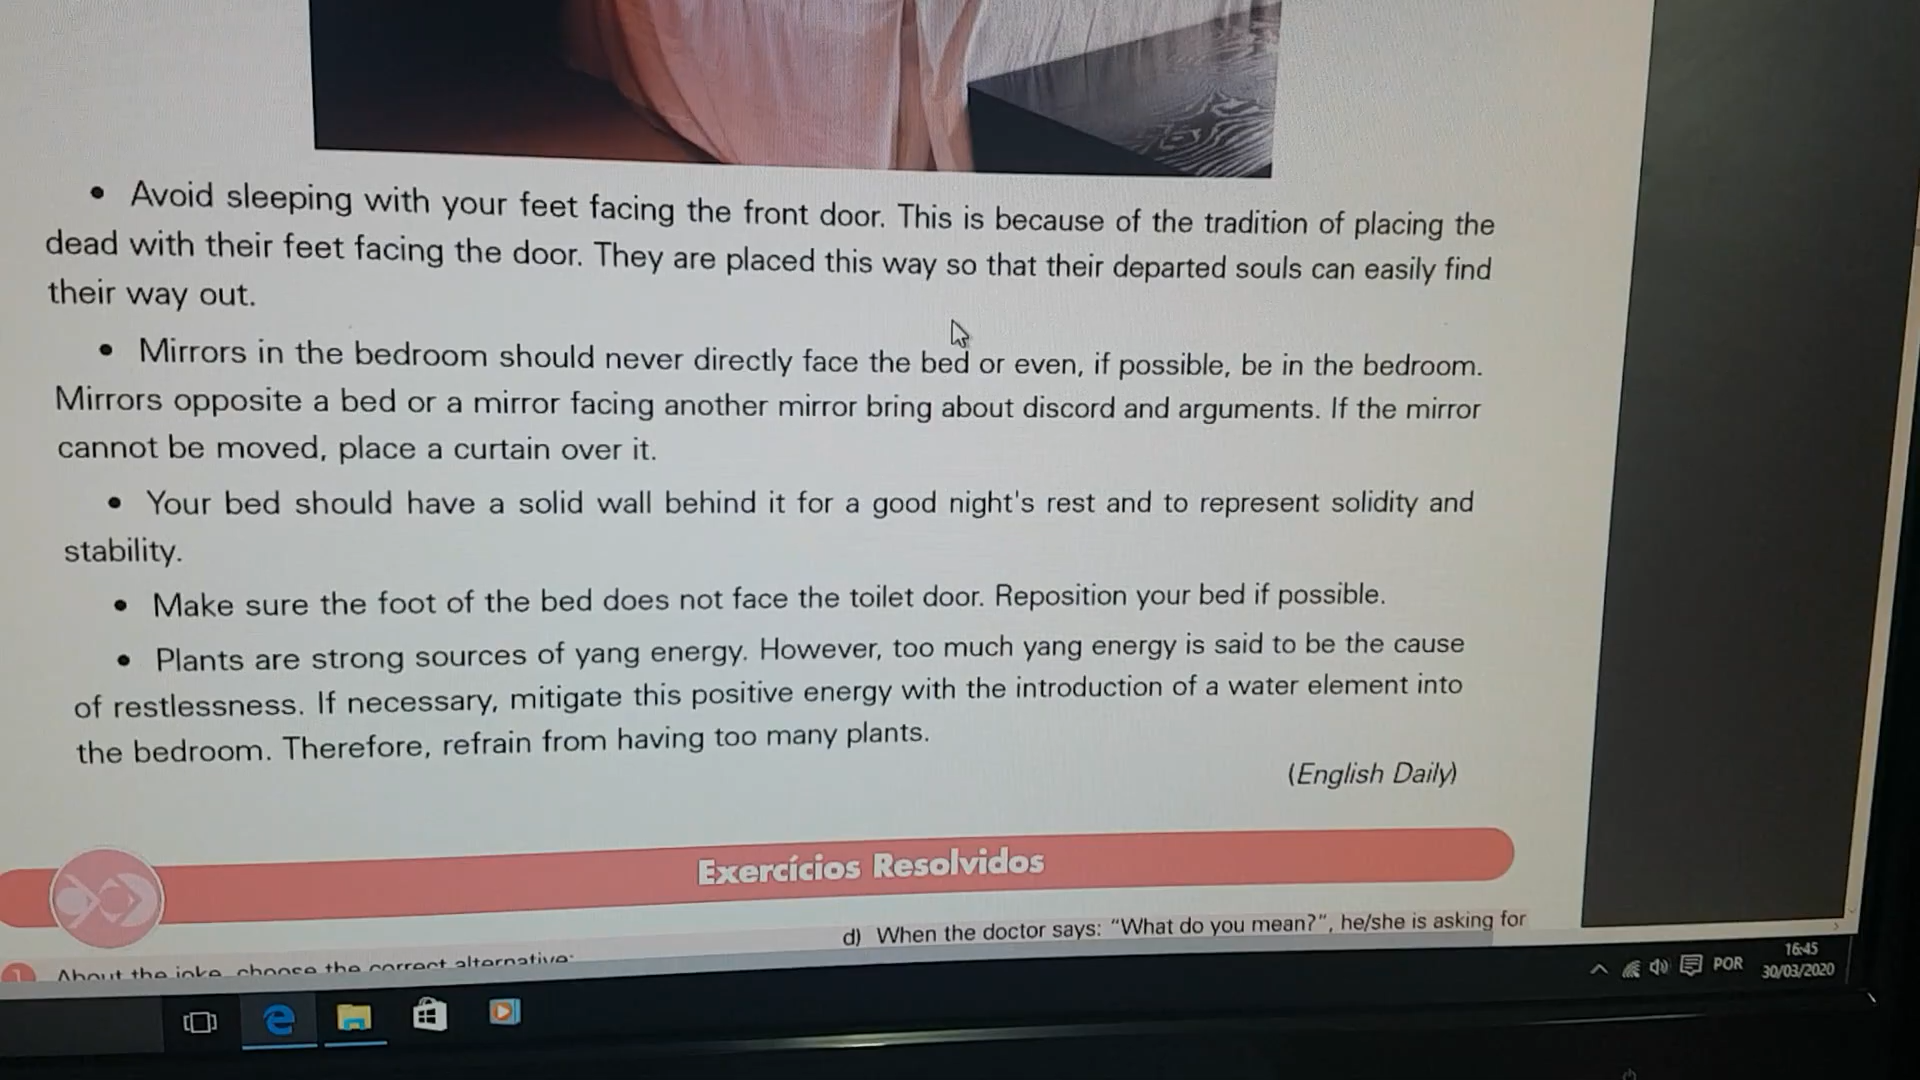 • Avoid sleeping with your feet facing the front door. This is because of the tradition of placing the
dead with their feet facing the door. They are placed this way so that their departed souls can easily find
their way out.
• Mirrors in the bedroom should never directly face the bed or even, if possible, be in the bedroom.
Mirrors opposite a bed or a mirror facing another mirror bring about discord and arguments. If the mirror
cannot be moved, place a curtain over it.
• Your bed should have a solid wall behind it for a good night's rest and to represent solidity and
stability.
• Make sure the foot of the bed does not face the toilet door. Reposition your bed if possible.
• Plants are strong sources of yang energy. However, too much yang energy is said to be the cause
of restlessness. If necessary, mitigate this positive energy with the introduction of a water element into
the bedroom. Therefore, refrain from having too many plants.
(English Daily)
Exercícios Resolvidos
1 About the joke, choose the correct alternative:
d) When the doctor says: “What do you mean?”, he/she is asking for
POR
16:45
30/03/2020